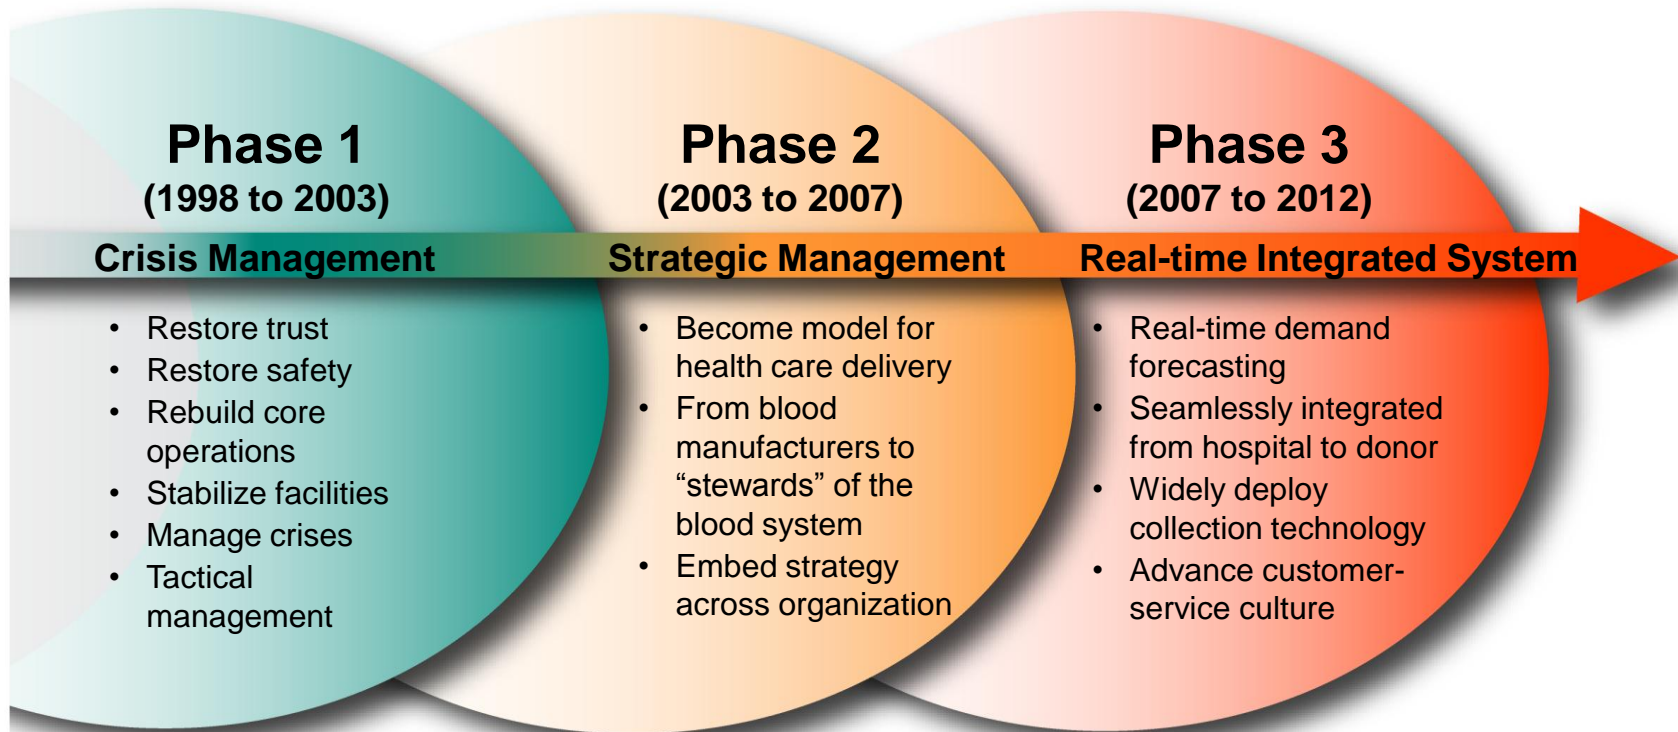 Phase 1
(1998 to 2003)
Crisis Management
• Restore trust
• Restore safety
• Rebuild core
operations
• Stabilize facilities
• Manage crises
• Tactical
management
Phase 2
(2003 to 2007)
Strategic Management
• Become model for
health care delivery
• From blood
manufacturers to
“stewards” of the
blood system
• Embed strategy
across organization
Phase 3
(2007 to 2012)
Real-time Integrated System
• Real-time demand
forecasting
• Seamlessly integrated
from hospital to donor
• Widely deploy
collection technology
• Advance customer-
service culture